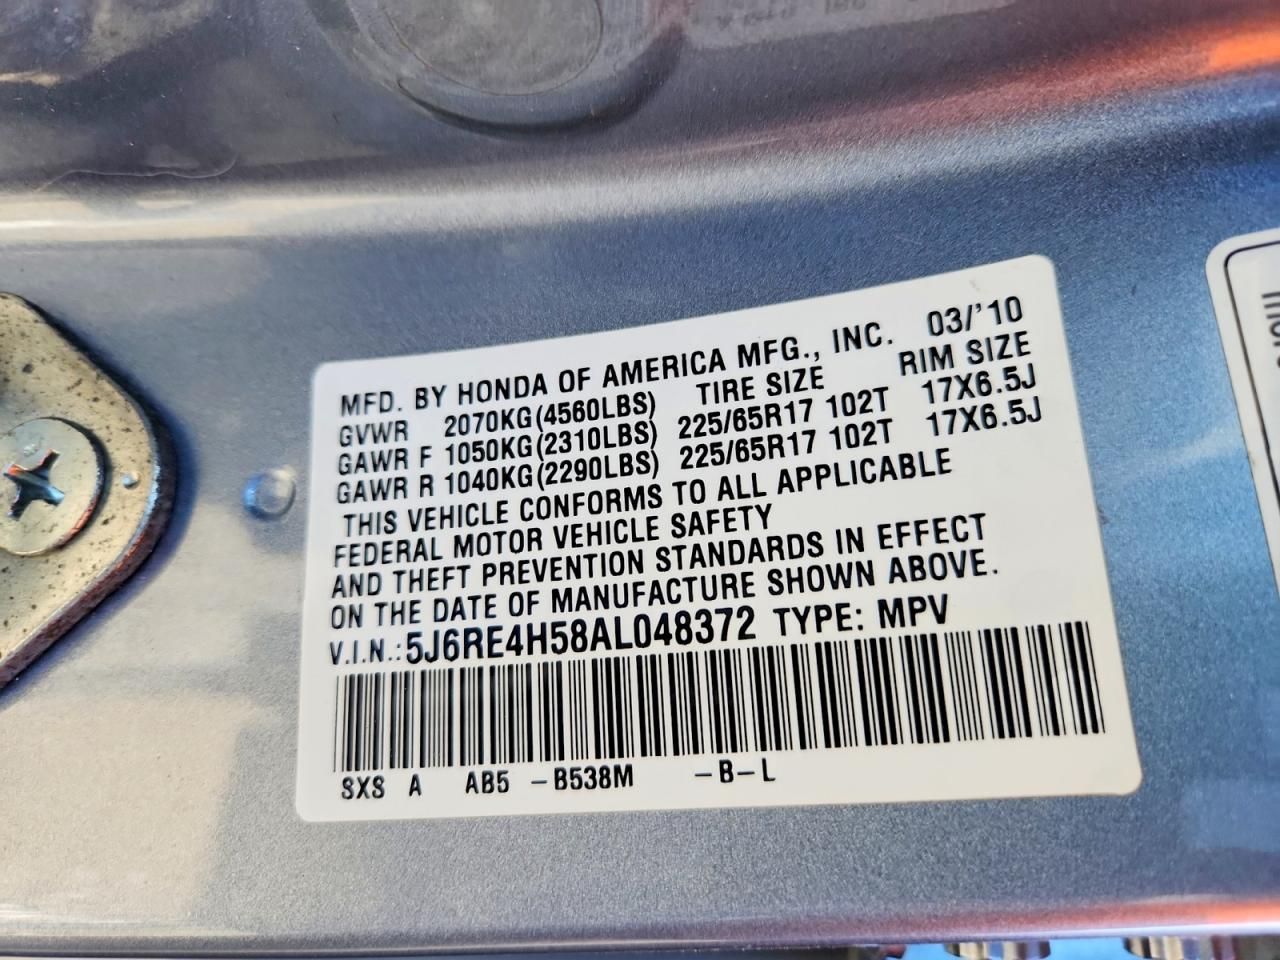 MFD. BY HONDA OF AMERICA MFG., INC. 03/'10
GVWR 2070KG(4560LBS) TIRE SIZE RIM SIZE
GAWR F 1050KG(2310LBS) 225/65R17 102T 17X6.5J
GAWR R 1040KG(2290LBS) 225/65R17 102T 17X6.5J
THIS VEHICLE CONFORMS TO ALL APPLICABLE
FEDERAL MOTOR VEHICLE SAFETY
AND THEFT PREVENTION STANDARDS IN EFFECT
ON THE DATE OF MANUFACTURE SHOWN ABOVE.
V.I.N.: 5J6RE4H58AL048372 TYPE: MPV
SXS A AB5 -B538M -B-L